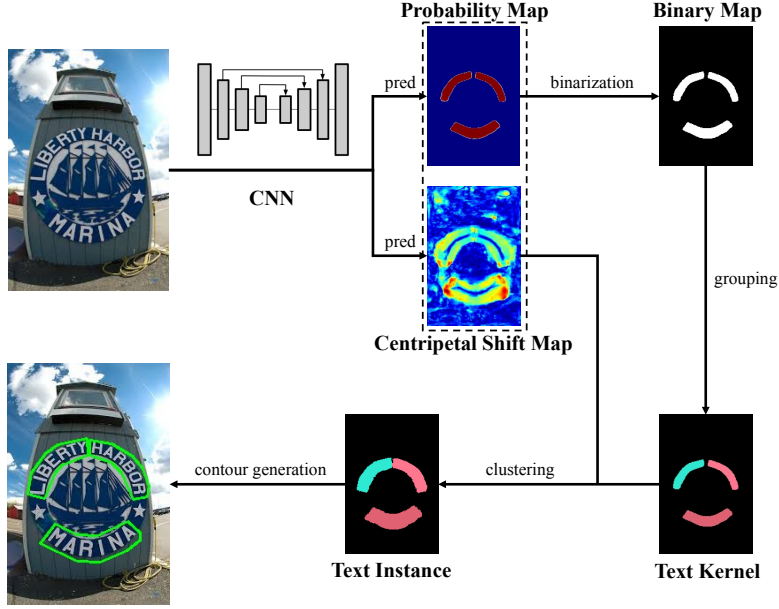 Probability Map
Binary Map
LIBERTY HARBOR
MARINA
pred
binarization
CNN
pred
grouping
Centripetal Shift Map
LIBERTY HARBOR
MARINA
contour generation
clustering
Text Instance
Text Kernel